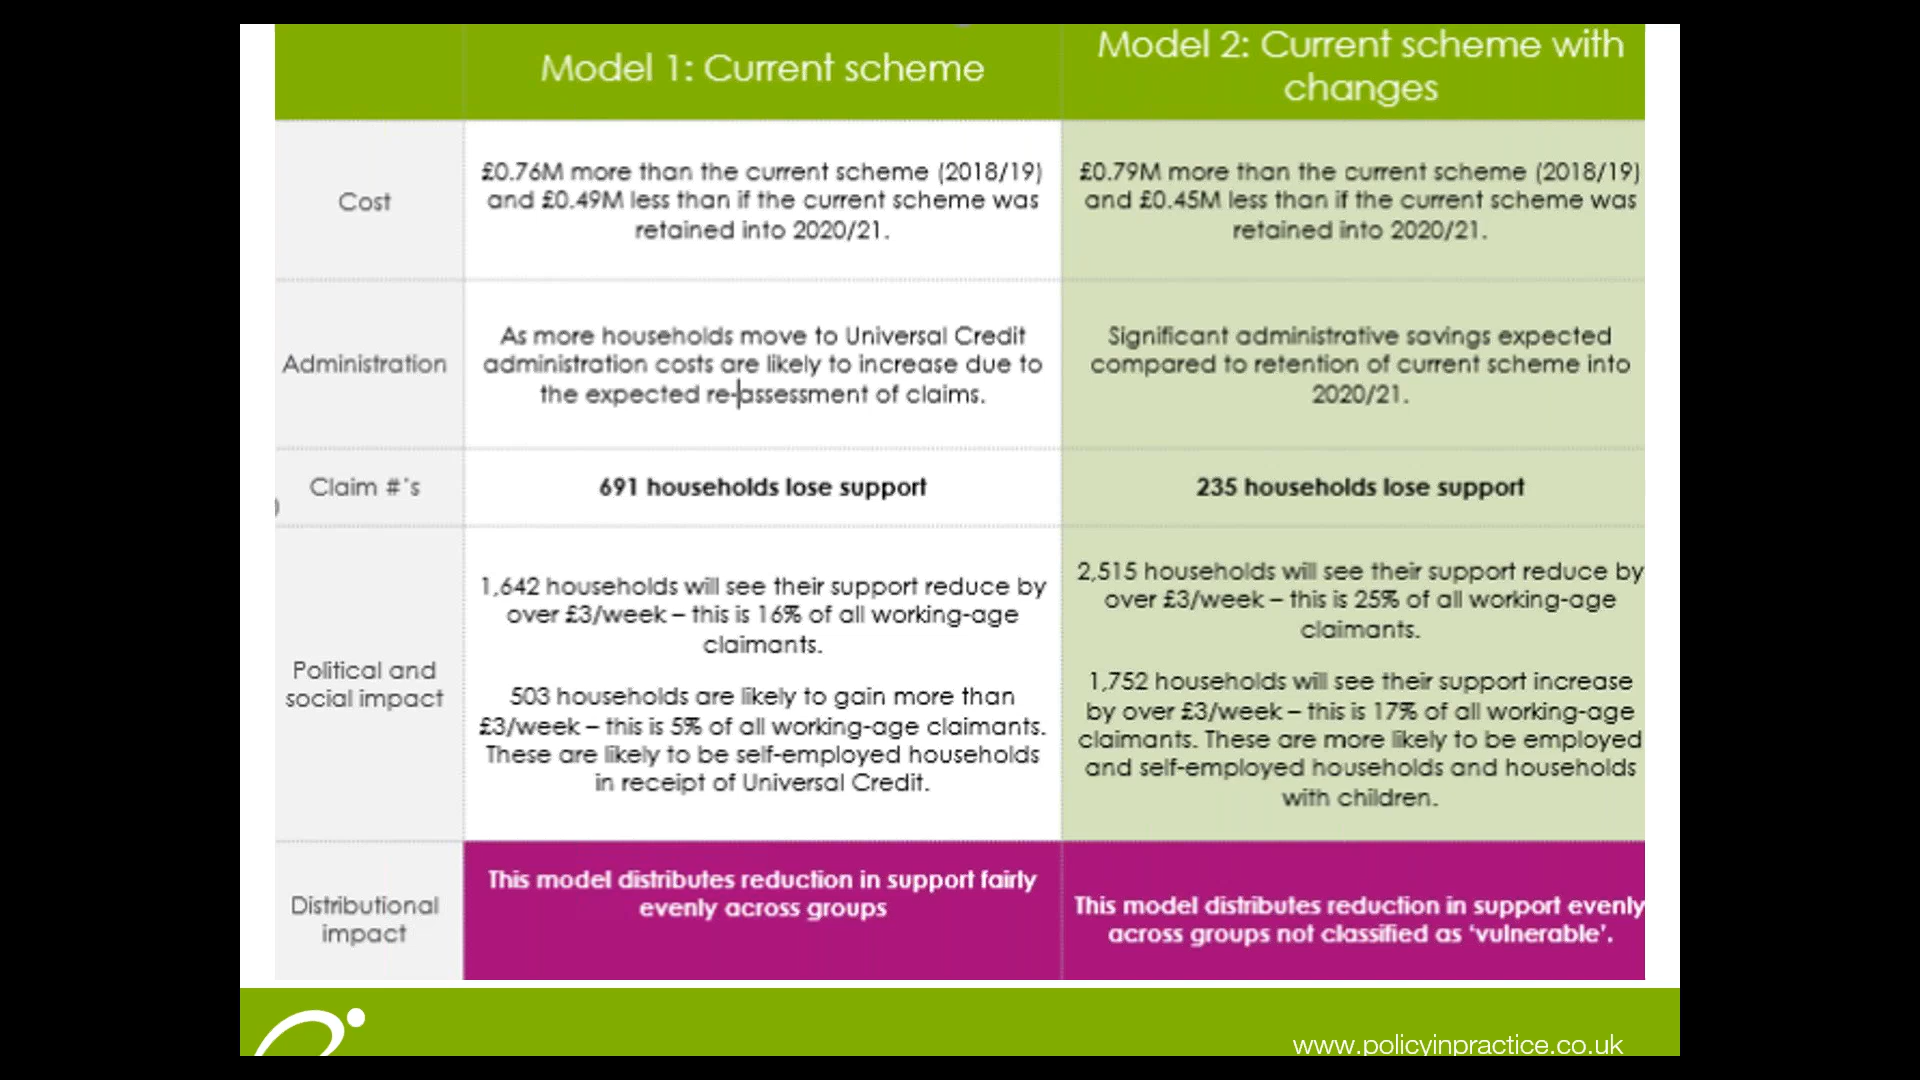 Model 1: Current scheme
Model 2: Current scheme with
changes
Cost
£0.76M more than the current scheme (2018/19)
and £0.49M less than if the current scheme was
retained into 2020/21.
£0.79M more than the current scheme (2018/19)
and £0.45M less than if the current scheme was
retained into 2020/21.
Administration
As more households move to Universal Credit
administration costs are likely to increase due to
the expected re-assessment of claims.
Significant administrative savings expected
compared to retention of current scheme into
2020/21.
Claim #'s
691 households lose support
235 households lose support
Political and
social impact
1,642 households will see their support reduce by
over £3/week – this is 16% of all working-age
claimants.
503 households are likely to gain more than
£3/week – this is 5% of all working-age claimants.
These are likely to be self-employed households
in receipt of Universal Credit.
2,515 households will see their support reduce by
over £3/week – this is 25% of all working-age
claimants.
1,752 households will see their support increase
by over £3/week – this is 17% of all working-age
claimants. These are more likely to be employed
and self-employed households and households
with children.
Distributional
impact
This model distributes reduction in support fairly
evenly across groups
This model distributes reduction in support evenly
across groups not classified as 'vulnerable'.
www.policyinpractice.co.uk